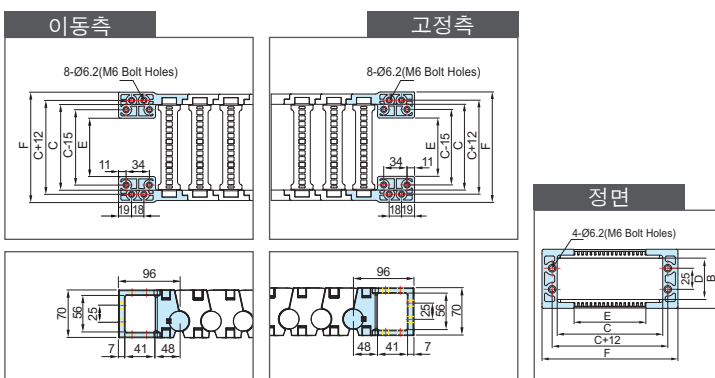 이동측
고정측
8-Ø6.2(M6 Bolt Holes)
F
C+12
C
C-15
E
11
34
19
18
8-Ø6.2(M6 Bolt Holes)
E
C-15
C
C+12
F
34
11
18
19
정면
4-Ø6.2(M6 Bolt Holes)
25
D
B
E
C
C+12
F
96
70
56
25
7
41
48
96
25
56
70
48
41
7